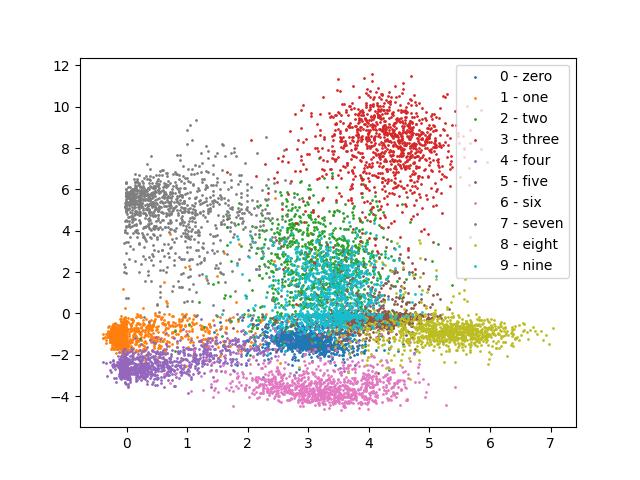 12
10
8
6
4
2
0
−2
−4
0 1 2 3 4 5 6 7
0 - zero
1 - one
2 - two
3 - three
4 - four
5 - five
6 - six
7 - seven
8 - eight
9 - nine